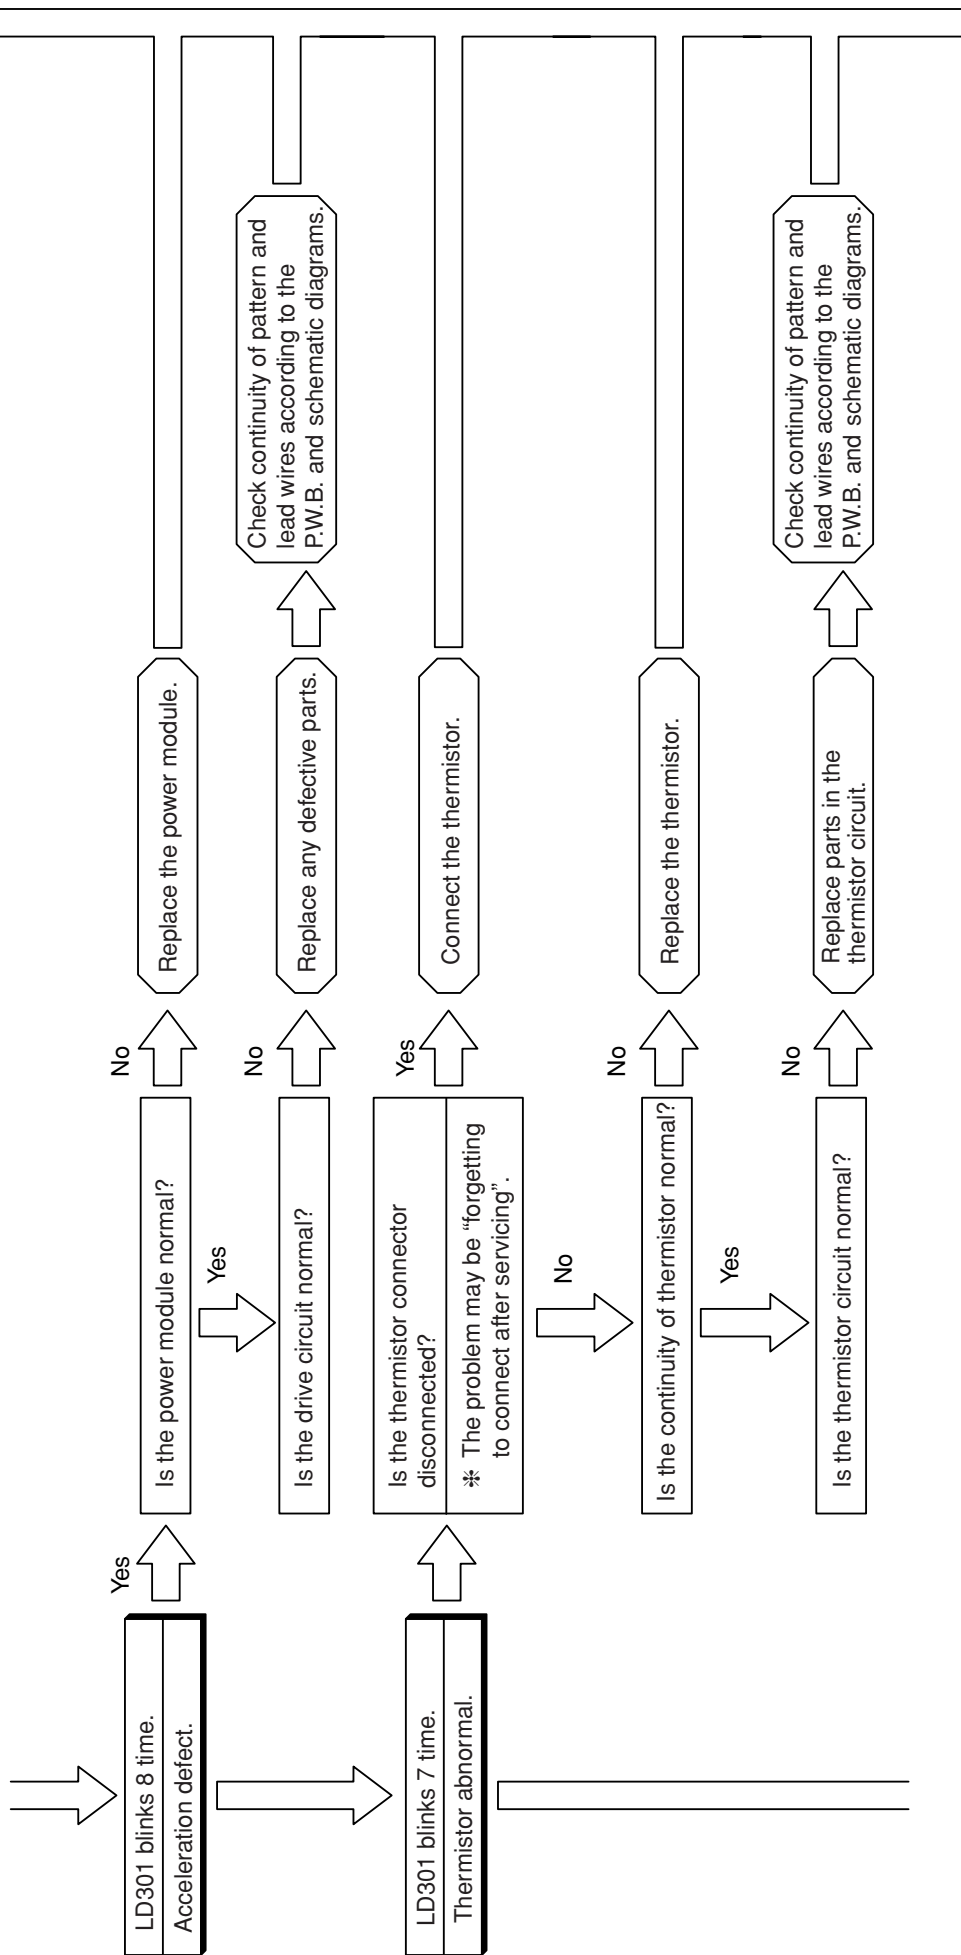 LD301 blinks 8 time.
Acceleration defect.
Yes
Is the power module normal?
No
Replace the power module.
Yes
Is the drive circuit normal?
No
Replace any defective parts.
Check continuity of pattern and
lead wires according to the
P.W.B. and schematic diagrams.
LD301 blinks 7 time.
Thermistor abnormal.
Is the thermistor connector
disconnected?
❇ The problem may be “forgetting
to connect after servicing”.
Yes
Connect the thermistor.
No
Is the continuity of thermistor normal?
No
Replace the thermistor.
Yes
Is the thermistor circuit normal?
No
Replace parts in the
thermistor circuit.
Check continuity of pattern and
lead wires according to the
P.W.B. and schematic diagrams.